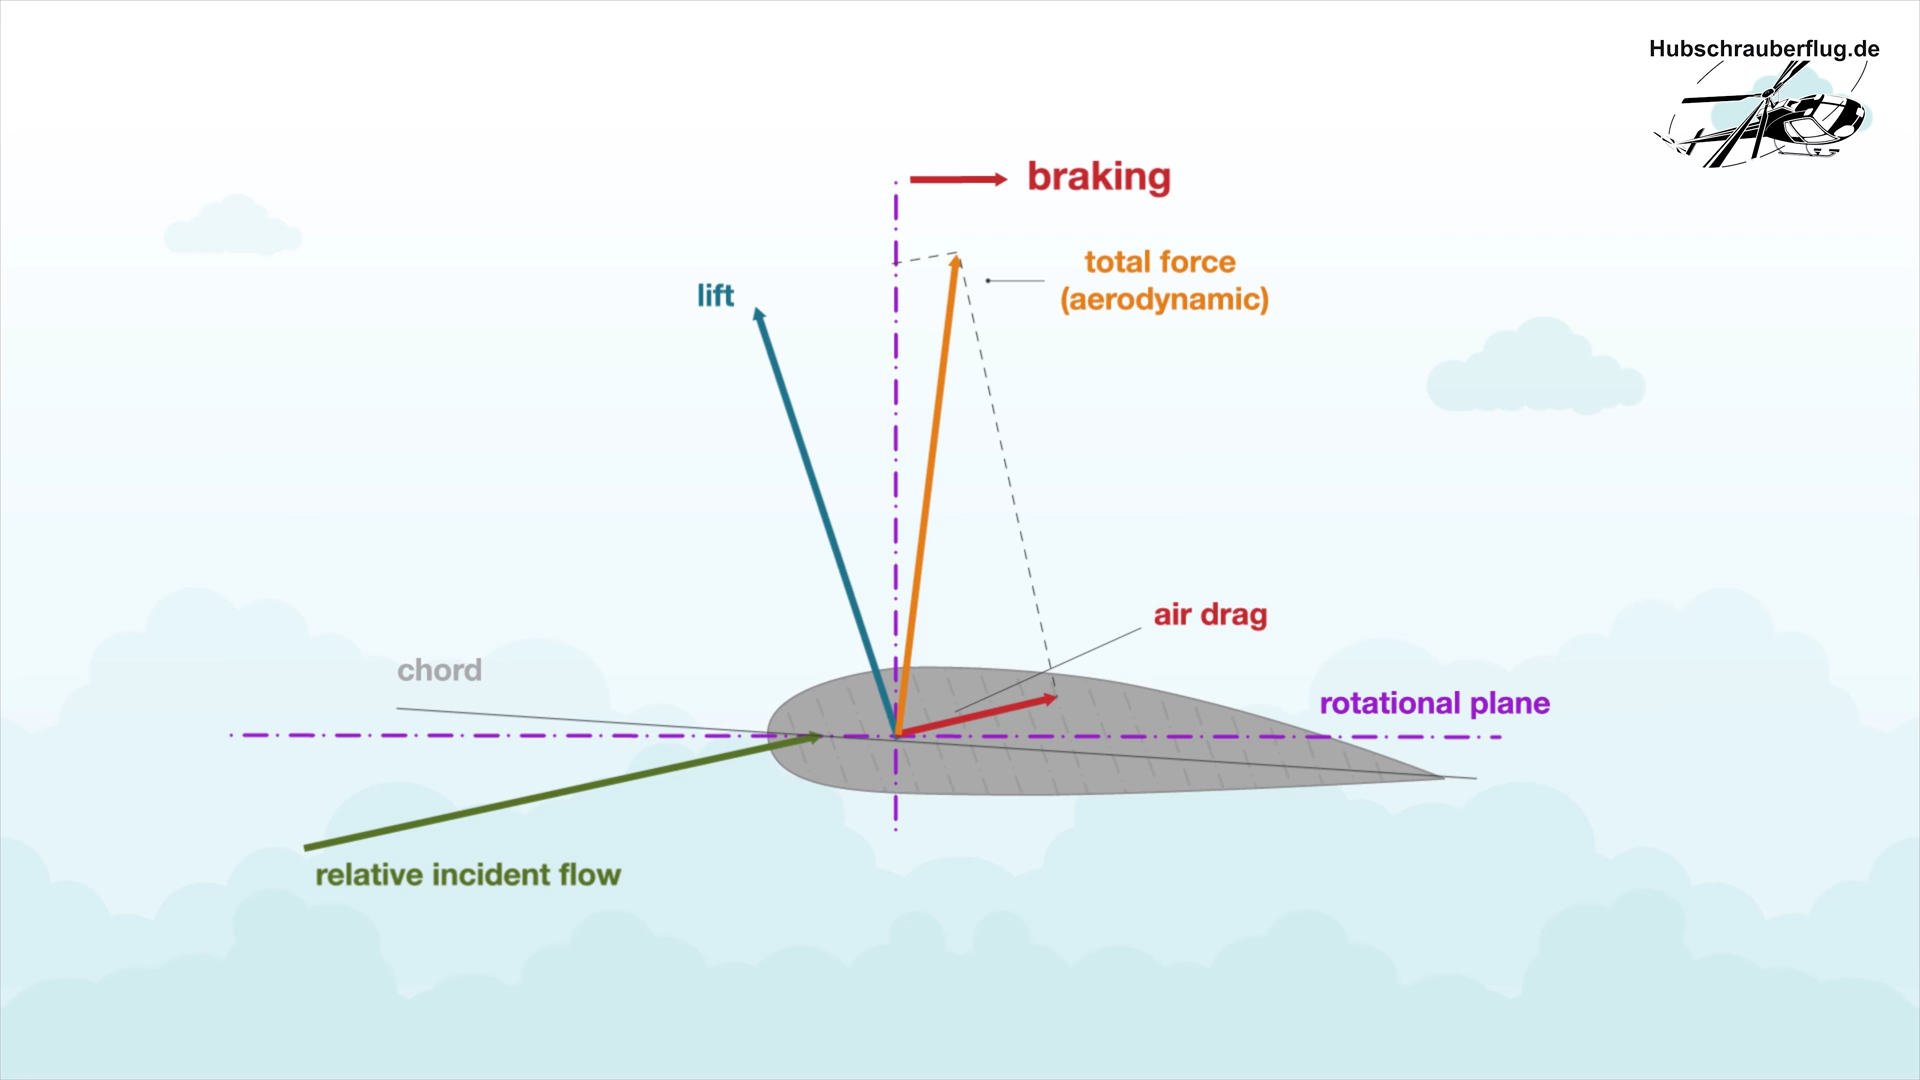 Hubschrauberflug.de
braking
total force
(aerodynamic)
lift
air drag
chord
rotational plane
relative incident flow